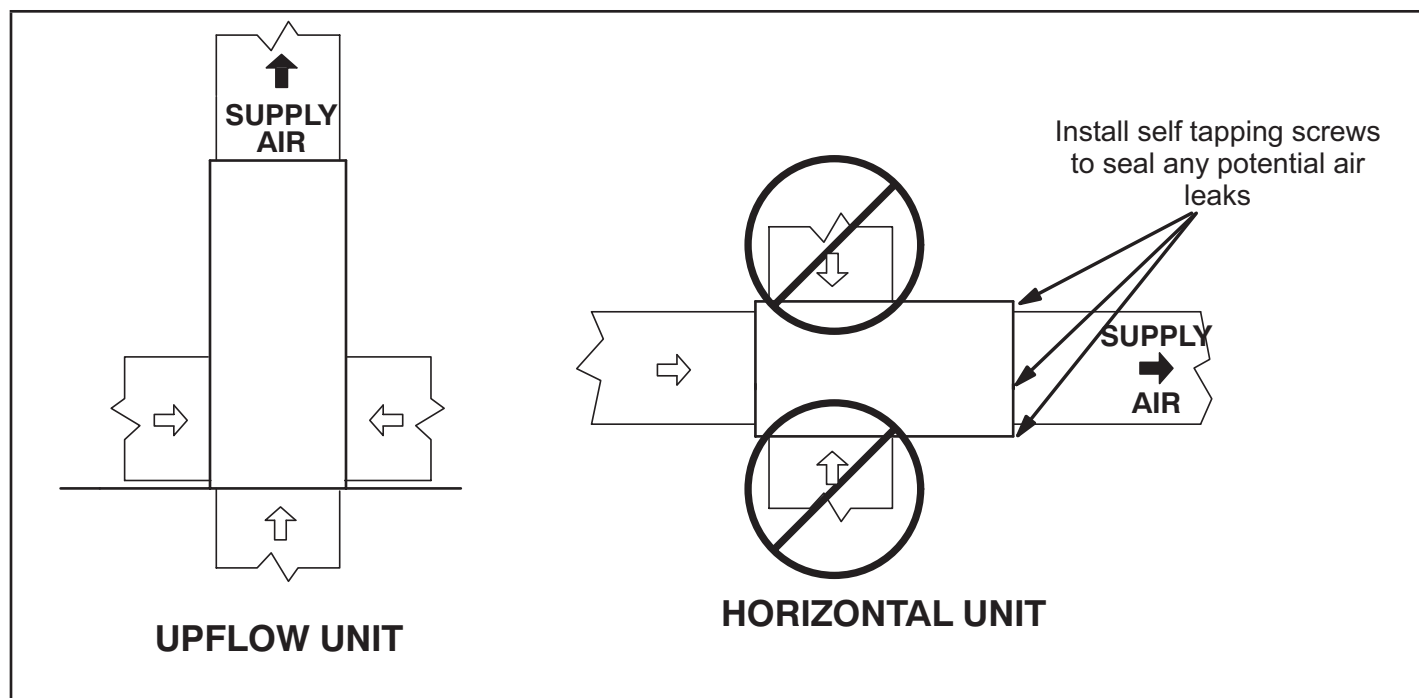 SUPPLY
AIR
UPFLOW UNIT
Install self tapping screws
to seal any potential air
leaks
SUPPLY
AIR
HORIZONTAL UNIT